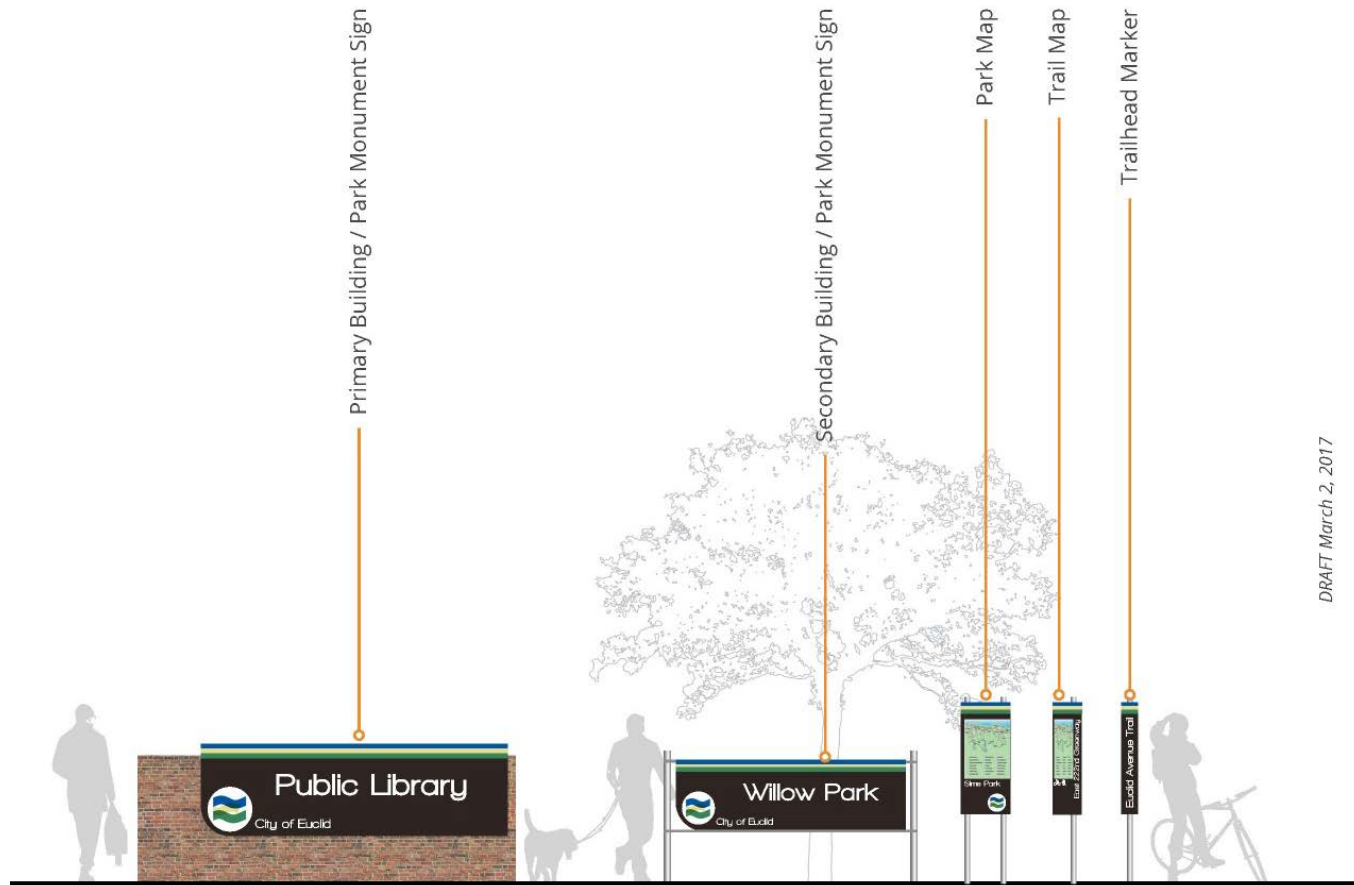 Primary Building / Park Monument Sign
Secondary Building / Park Monument Sign
Park Map
Trail Map
Trailhead Marker
DRAFT March 2, 2017
Public Library
City of Euclid
Willow Park
City of Euclid
Sims Park
East 222nd Greenway
Euclid Avenue Trail